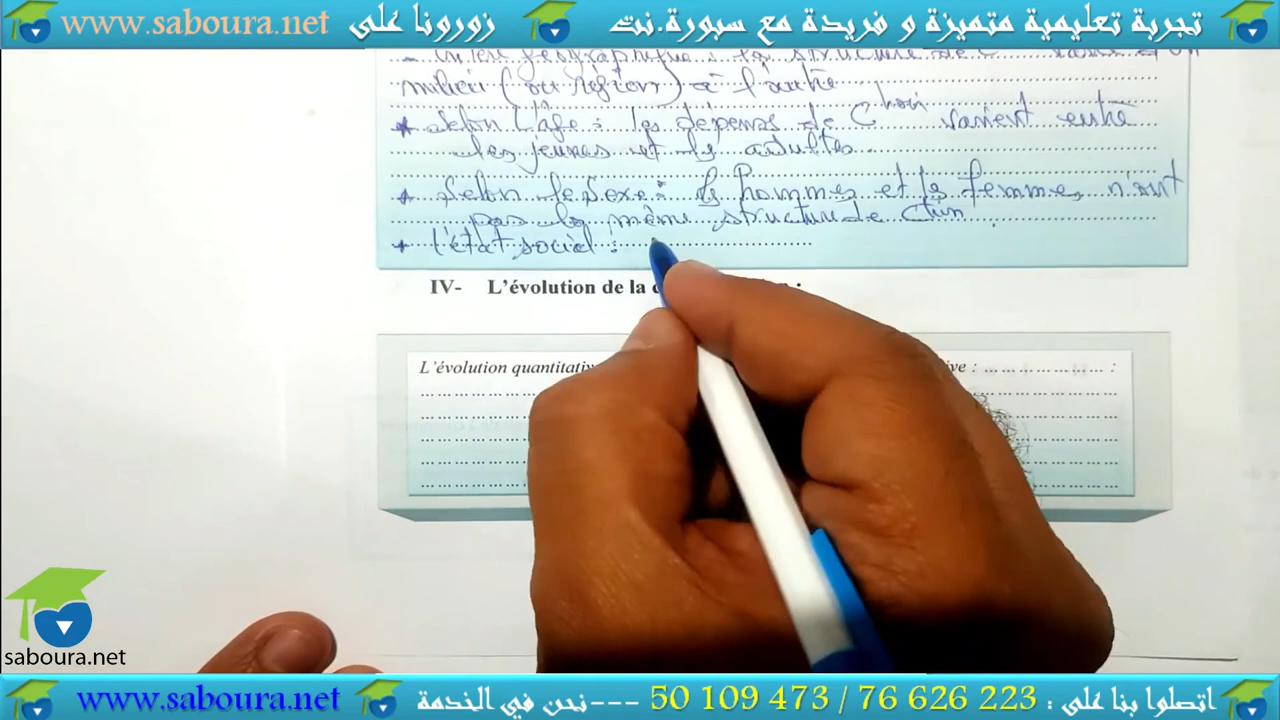 www.saboura.net زورونا على تجربة تعليمية متميزة و فريدة مع سبورة.نت
milieu (ou région) à l'autre
* Selon l'âge : les dépenses de C varient entre
les jeunes et les adultes.
* Selon le sexe : les hommes et les femmes n'ont
pas la même structure de C
* l'état social :
IV- L'évolution de la
L'évolution quantitativ
ive : ... ... ... ... ... ... :
saboura.net
www.saboura.net اتصلوا بنا على : 223 626 76 / 473 109 50 ---نحن في الخدمة